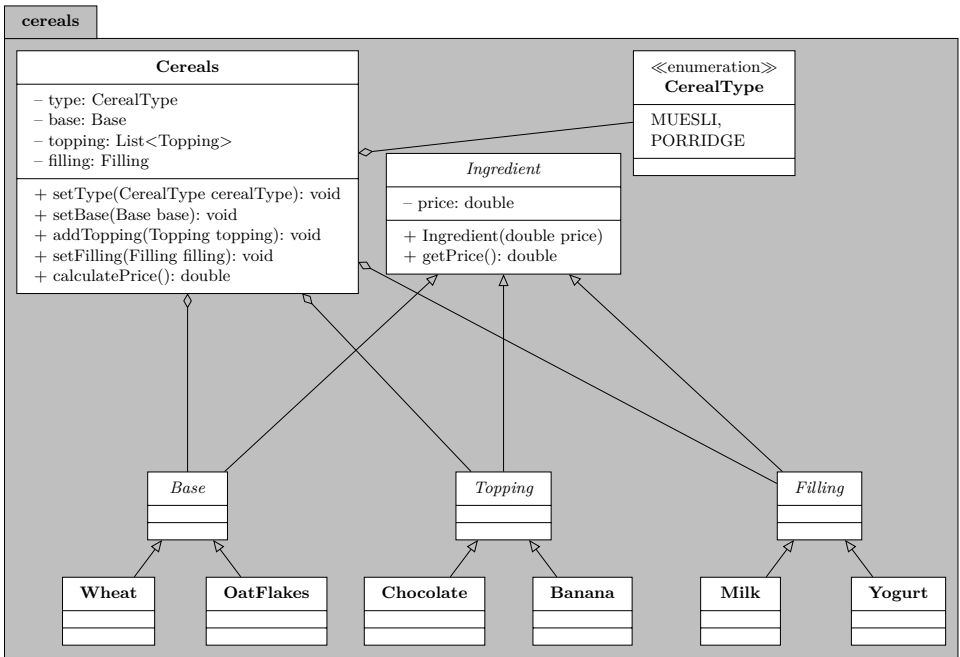 cereals
Cereals
– type: CerealType
– base: Base
– topping: List<Topping>
– filling: Filling
+ setType(CerealType cerealType): void
+ setBase(Base base): void
+ addTopping(Topping topping): void
+ setFilling(Filling filling): void
+ calculatePrice(): double
≪enumeration≫
CerealType
MUESLI,
PORRIDGE
Ingredient
– price: double
+ Ingredient(double price)
+ getPrice(): double
Base
Topping
Filling
Wheat
OatFlakes
Chocolate
Banana
Milk
Yogurt